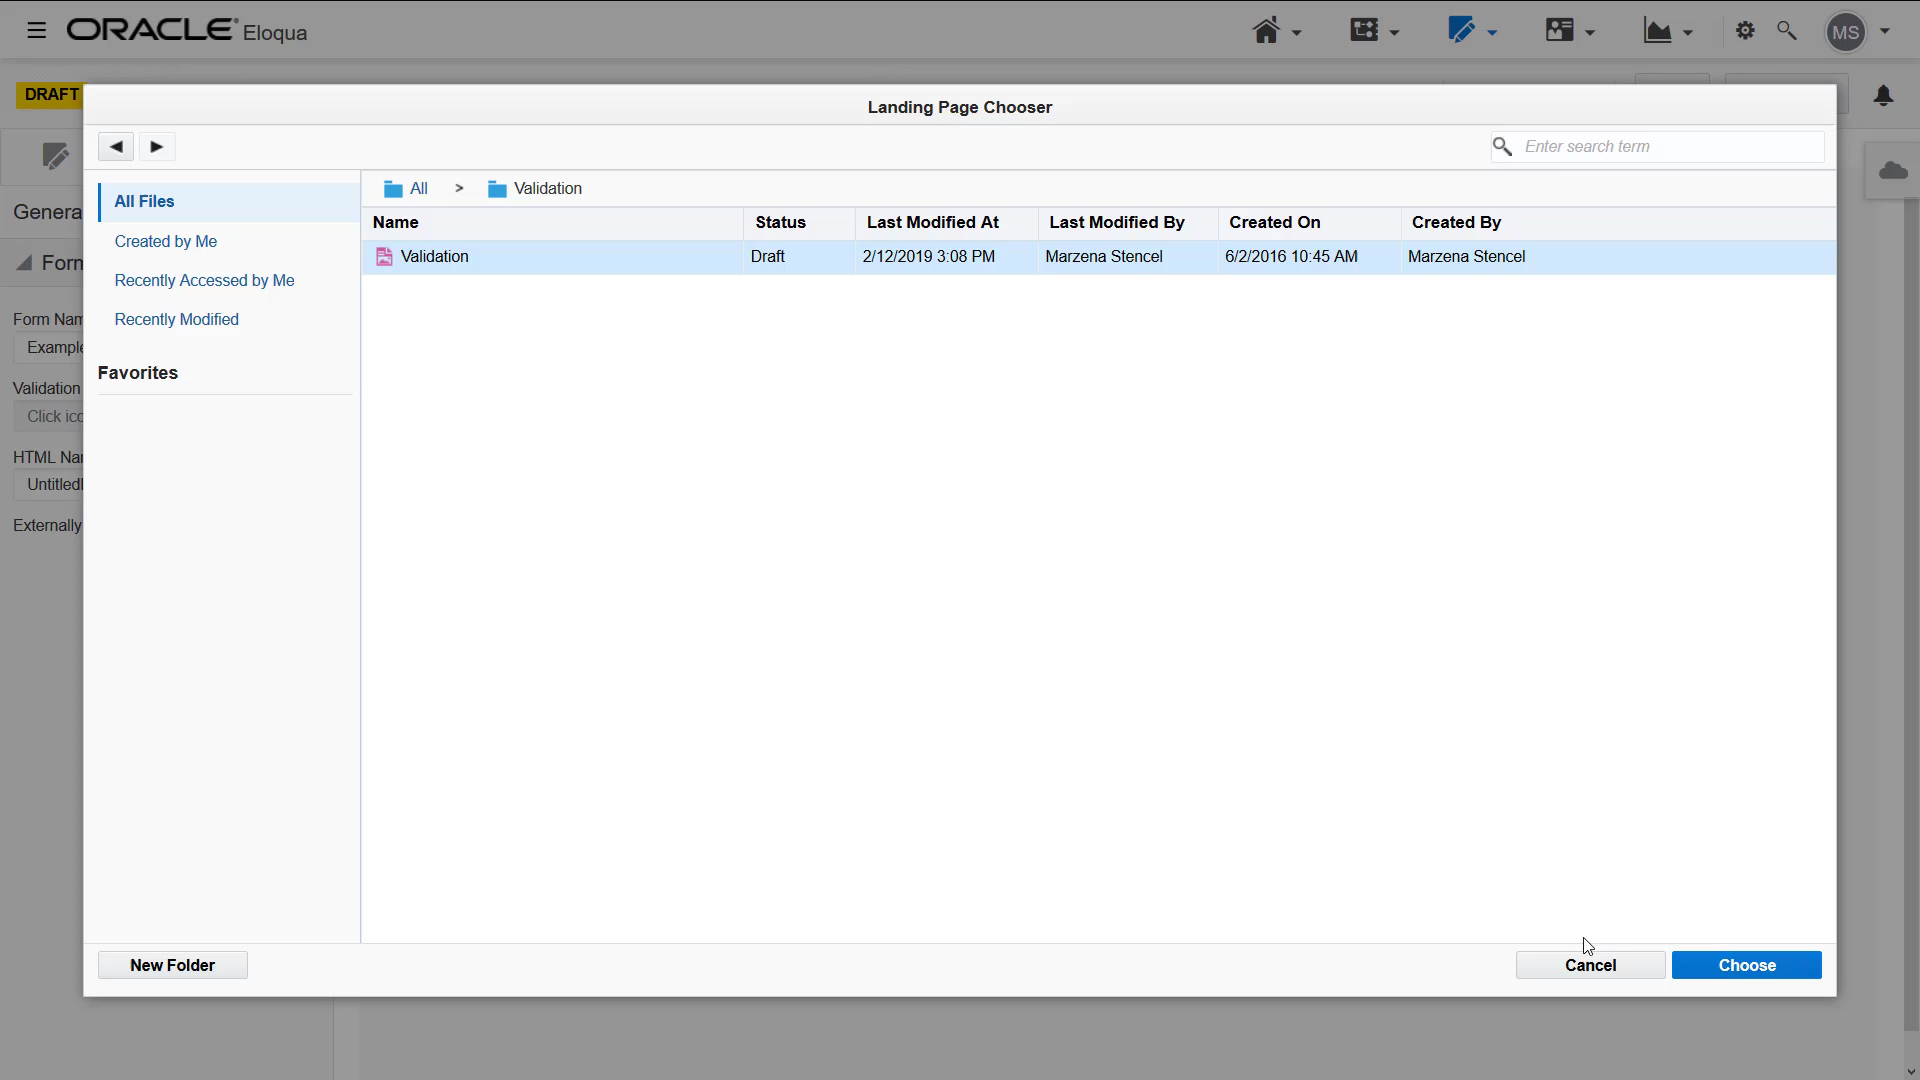 ORACLE Eloqua
MS
DRAFT
Landing Page Chooser
Enter search term
All Files
Created by Me
Recently Accessed by Me
Recently Modified
Favorites
All > Validation
Name Status Last Modified At Last Modified By Created On Created By
Validation Draft 2/12/2019 3:08 PM Marzena Stencel 6/2/2016 10:45 AM Marzena Stencel
Genera
Form
Form Nam
Example
Validation
Click ico
HTML Na
Untitled
Externally
New Folder
Cancel
Choose